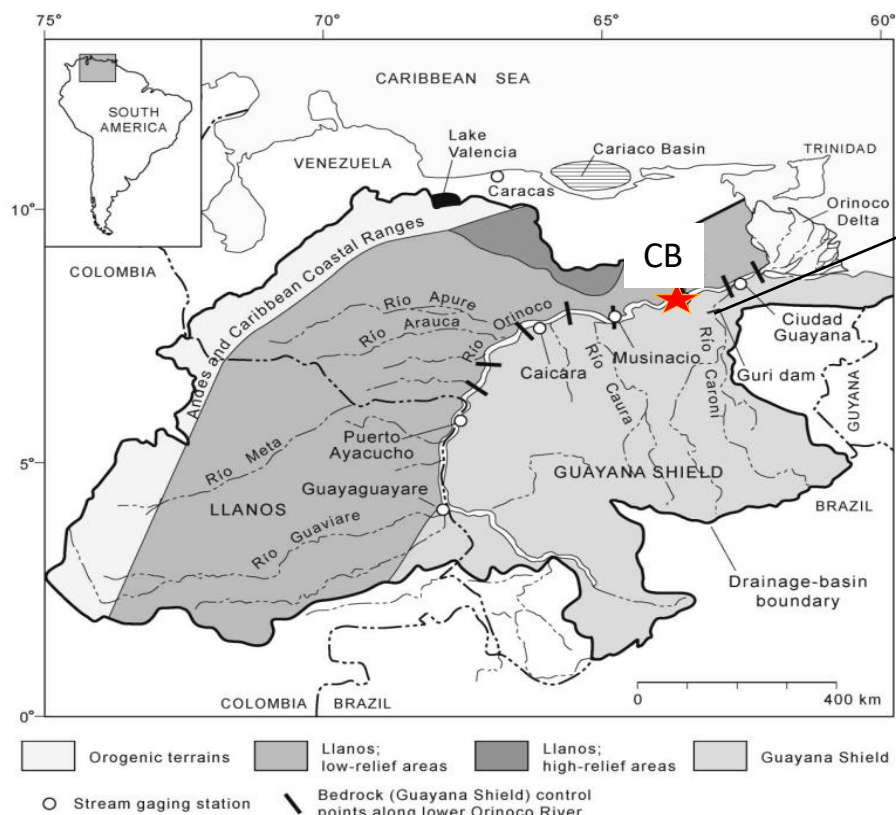 75°
70°
65°
60°
CARIBBEAN SEA
SOUTH
AMERICA
Lake
Valencia
Cariaco Basin
TRINIDAD
VENEZUELA
Caracas
Orinoco
Delta
10°
COLOMBIA
Andes and Caribbean Coastal Ranges
CB
Río Apure
Río Arauca
Río Orinoco
Ciudad
Guayana
Musinacio
Caicara
Río Caura
Río Caroni
Guri dam
GUYANA
Puerto
Ayacucho
Río Meta
5°
GUAYANA SHIELD
Guayaguayare
LLANOS
BRAZIL
Río Guaviare
Drainage-basin
boundary
COLOMBIA
BRAZIL
0
400 km
0°
Orogenic terrains
Llanos;
low-relief areas
Llanos;
high-relief areas
Guayana Shield
Stream gaging station
Bedrock (Guayana Shield) control
points along lower Orinoco River